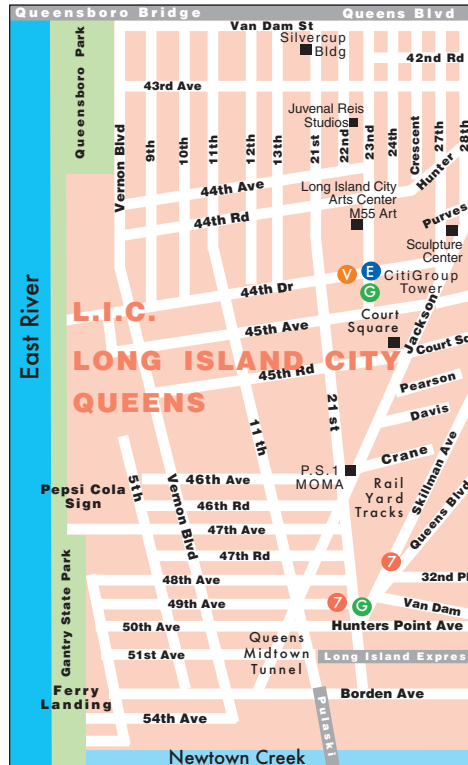 Queensboro Bridge
Queens Blvd
Van Dam St
Queensboro Park
Silvercup
Bldg
42nd Rd
43rd Ave
Juvenal Reis
Studios
Vernon Blvd
9th
10th
11th
12th
13th
21st
22nd
23rd
24th
Crescent
27th
28th
Hunter
44th Ave
44th Rd
Long Island City
Arts Center
M55 Art
Purves
Sculpture
Center
V
E
G
CitiGroup
Tower
44th Dr
L.I.C.
LONG ISLAND CITY
QUEENS
East River
45th Ave
Court
Square
Jackson
Court Sq
45th Rd
Pearson
Davis
21 st
11 th
Crane
Skillman Ave
Queens Blvd
P.S.1
MOMA
Rail
Yard
Tracks
5th
Vernon Blvd
46th Ave
Pepsi Cola
Sign
46th Rd
47th Ave
47th Rd
7
48th Ave
32nd Pl
49th Ave
7
G
Van Dam
Gantry State Park
50th Ave
Hunters Point Ave
Queens
Midtown
Tunnel
51st Ave
Long Island Expres
Ferry
Landing
Borden Ave
Pulaski
54th Ave
Newtown Creek